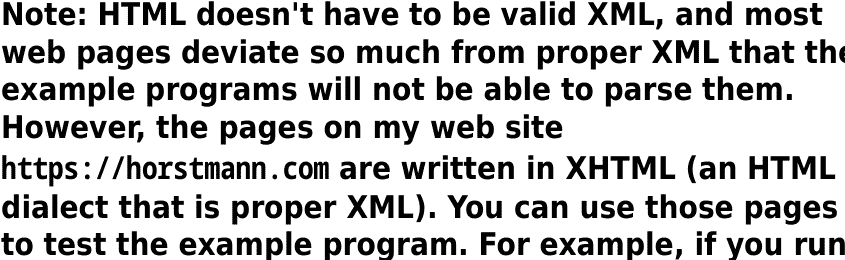 Note: HTML doesn't have to be valid XML, and most
web pages deviate so much from proper XML that the
example programs will not be able to parse them.
However, the pages on my web site
https://horstmann.com are written in XHTML (an HTML
dialect that is proper XML). You can use those pages
to test the example program. For example, if you run